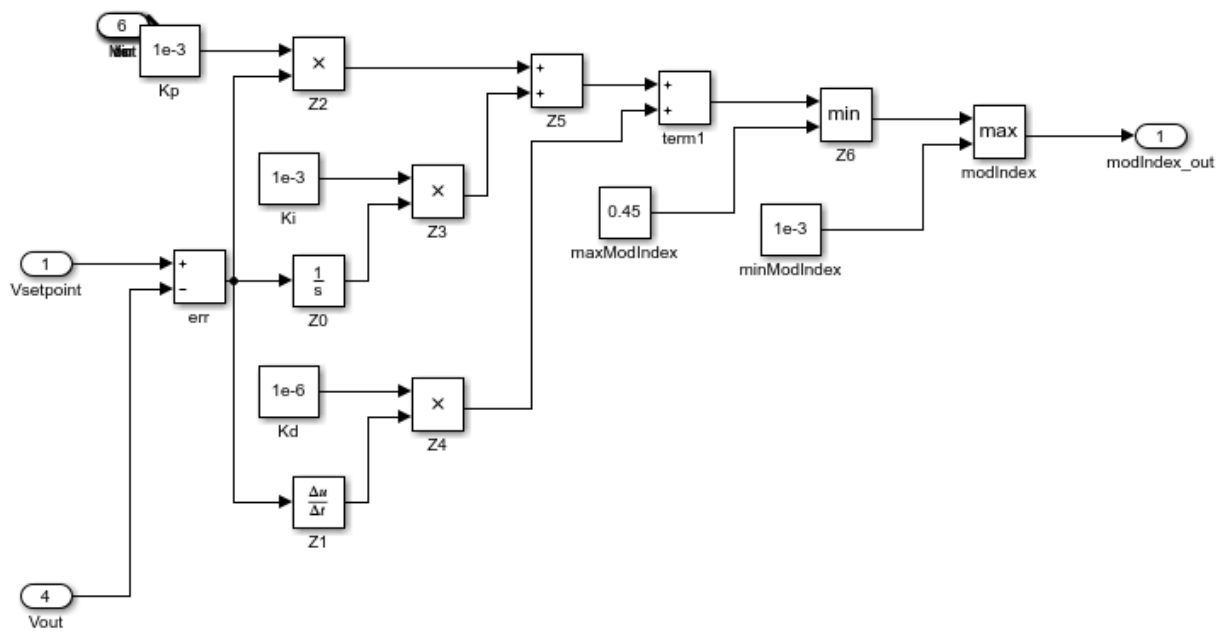 6
1e-3
Kp
×
Z2
+
+
Z5
+
+
term1
min
Z6
max
modIndex
1
modIndex_out
1e-3
Ki
×
Z3
0.45
maxModIndex
1e-3
minModIndex
1
Vsetpoint
+
−
err
1
s
Z0
1e-6
Kd
×
Z4
Δu
Δt
Z1
4
Vout